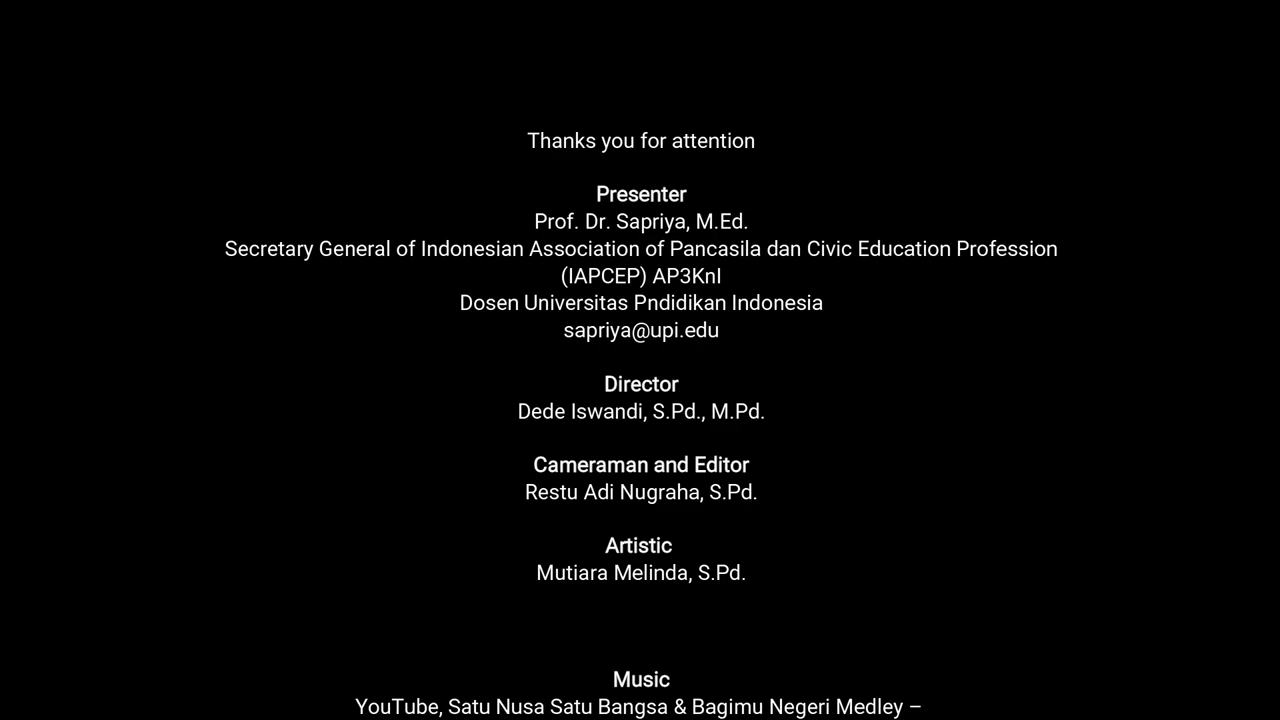 Thanks you for attention
Presenter
Prof. Dr. Sapriya, M.Ed.
Secretary General of Indonesian Association of Pancasila dan Civic Education Profession
(IAPCEP) AP3KnI
Dosen Universitas Pndidikan Indonesia
sapriya@upi.edu
Director
Dede Iswandi, S.Pd., M.Pd.
Cameraman and Editor
Restu Adi Nugraha, S.Pd.
Artistic
Mutiara Melinda, S.Pd.
Music
YouTube, Satu Nusa Satu Bangsa & Bagimu Negeri Medley –